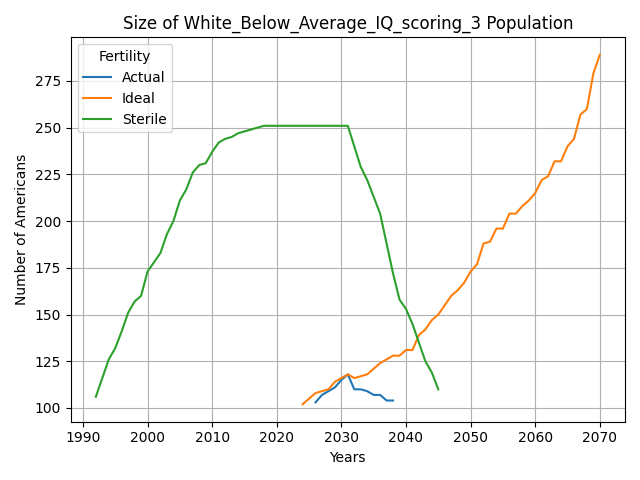 Size of White_Below_Average_IQ_scoring_3 Population
Fertility
Actual
Ideal
Sterile
Number of Americans
275
250
225
200
175
150
125
100
1990 2000 2010 2020 2030 2040 2050 2060 2070
Years